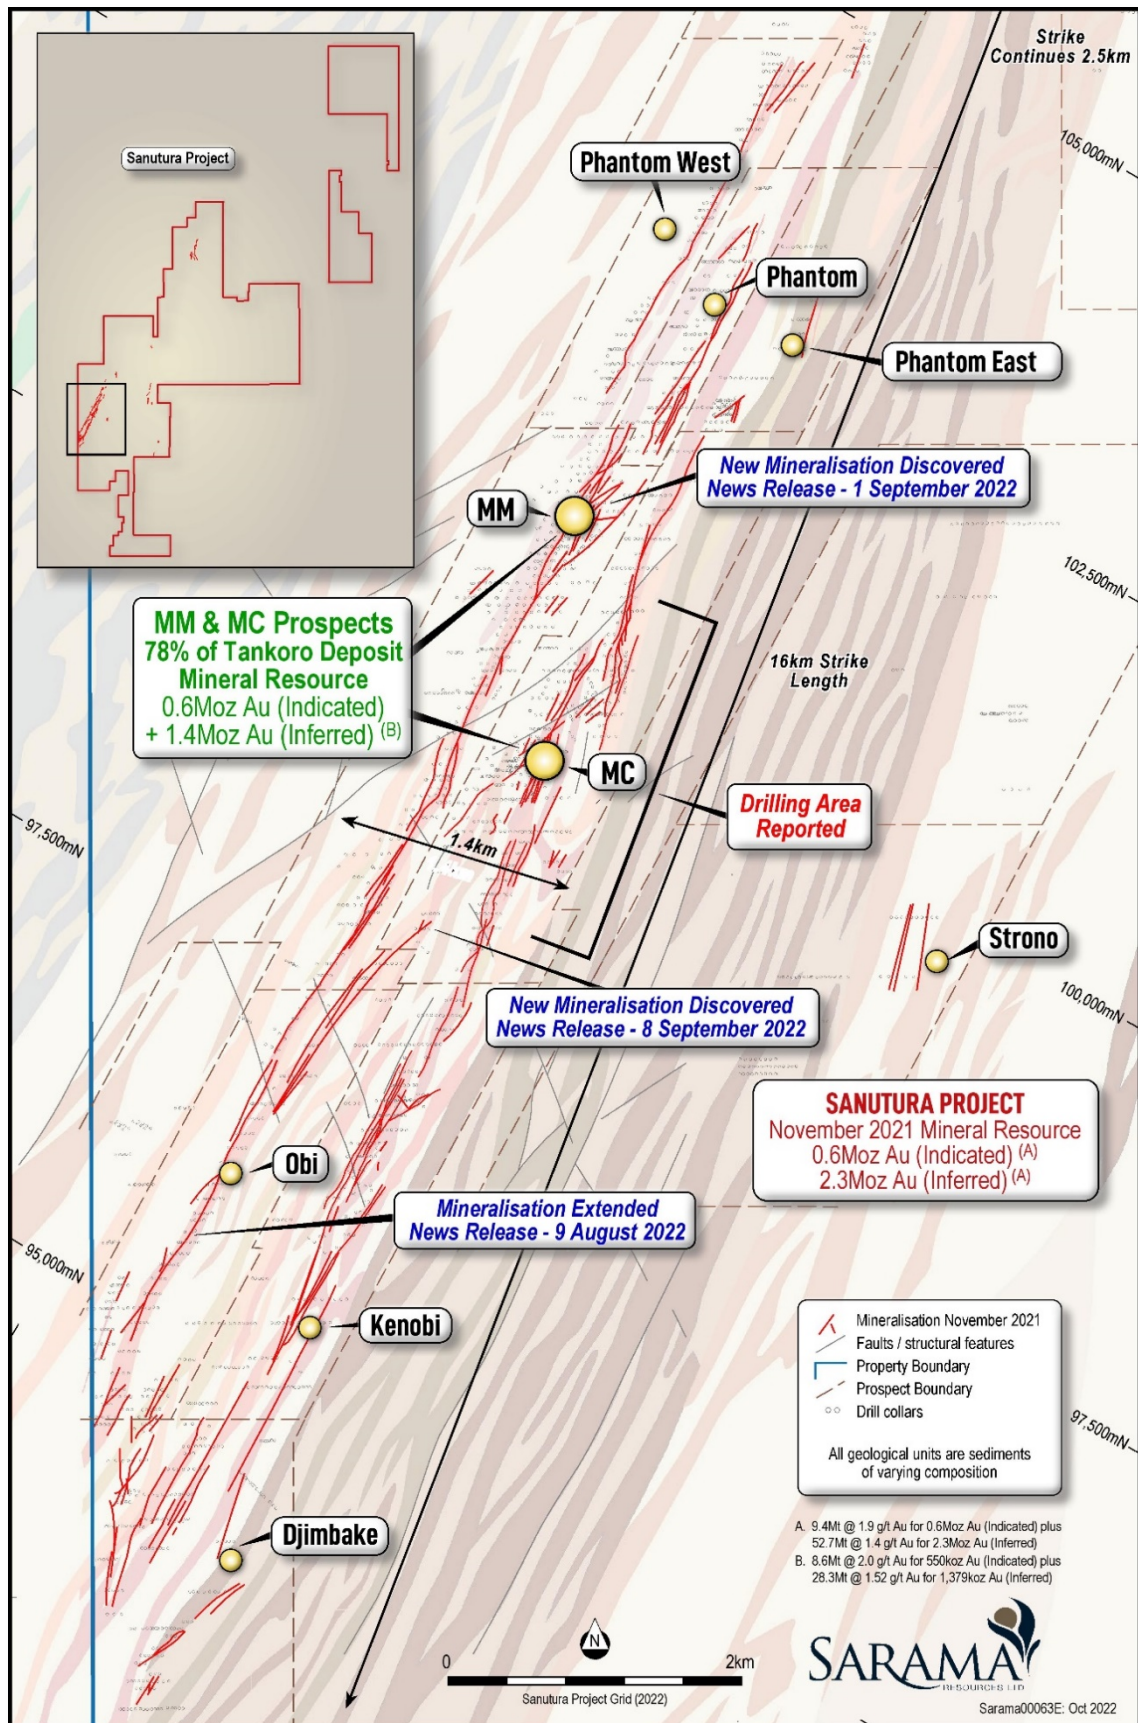 Strike
Continues 2.5km
Sanutura Project
105,000mN
Phantom West
Phantom
Phantom East
New Mineralisation Discovered
News Release - 1 September 2022
MM
102,500mN
MM & MC Prospects
78% of Tankoro Deposit
Mineral Resource
0.6Moz Au (Indicated)
+ 1.4Moz Au (Inferred) (B)
16km Strike
Length
MC
Drilling Area
Reported
97,500mN
1.4km
Strono
100,000mN
New Mineralisation Discovered
News Release - 8 September 2022
SANUTURA PROJECT
November 2021 Mineral Resource
0.6Moz Au (Indicated) (A)
2.3Moz Au (Inferred) (A)
Obi
Mineralisation Extended
News Release - 9 August 2022
95,000mN
Kenobi
Mineralisation November 2021
Faults / structural features
Property Boundary
Prospect Boundary
Drill collars
All geological units are sediments
of varying composition
97,500mN
A. 9.4Mt @ 1.9 g/t Au for 0.6Moz Au (Indicated) plus
52.7Mt @ 1.4 g/t Au for 2.3Moz Au (Inferred)
B. 8.6Mt @ 2.0 g/t Au for 550koz Au (Indicated) plus
28.3Mt @ 1.52 g/t Au for 1,379koz Au (Inferred)
Djimbake
N
0 2km
Sanutura Project Grid (2022)
SARAMA
RESOURCES LTD
Sarama00063E: Oct 2022